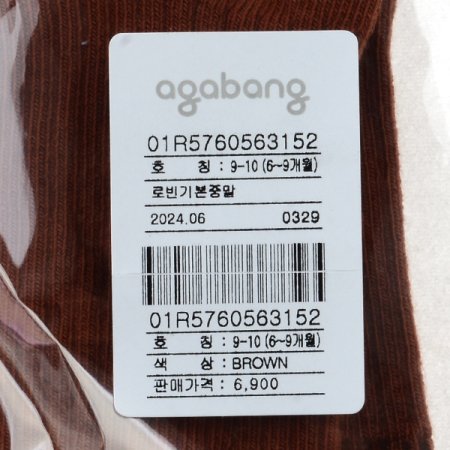 agabang
01R5760563152
호 칭 : 9-10 (6~9개월)
로빈기본중말
2024.06 0329
01R5760563152
호 칭 : 9-10 (6~9개월)
색 상 : BROWN
판매가격 : 6,900